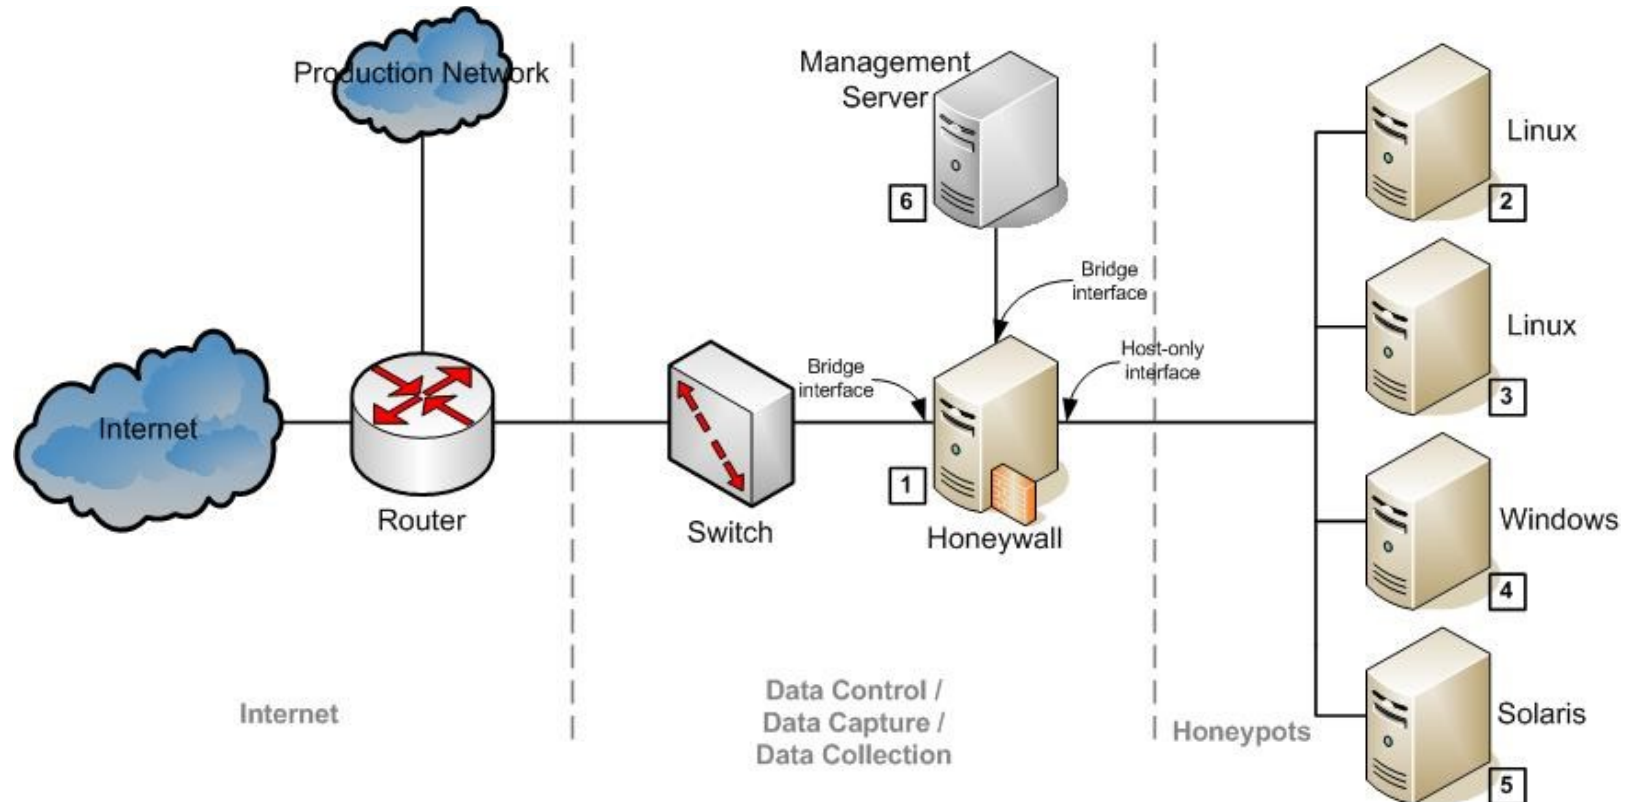 Production Network
Internet
Router
Internet
Management
Server
6
Bridge
interface
Bridge
interface
Host-only
interface
Switch
1
Honeywall
Data Control /
Data Capture /
Data Collection
Linux
2
Linux
3
Windows
4
Solaris
5
Honeypots